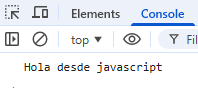 Elements Console
top Fil
Hola desde javascript